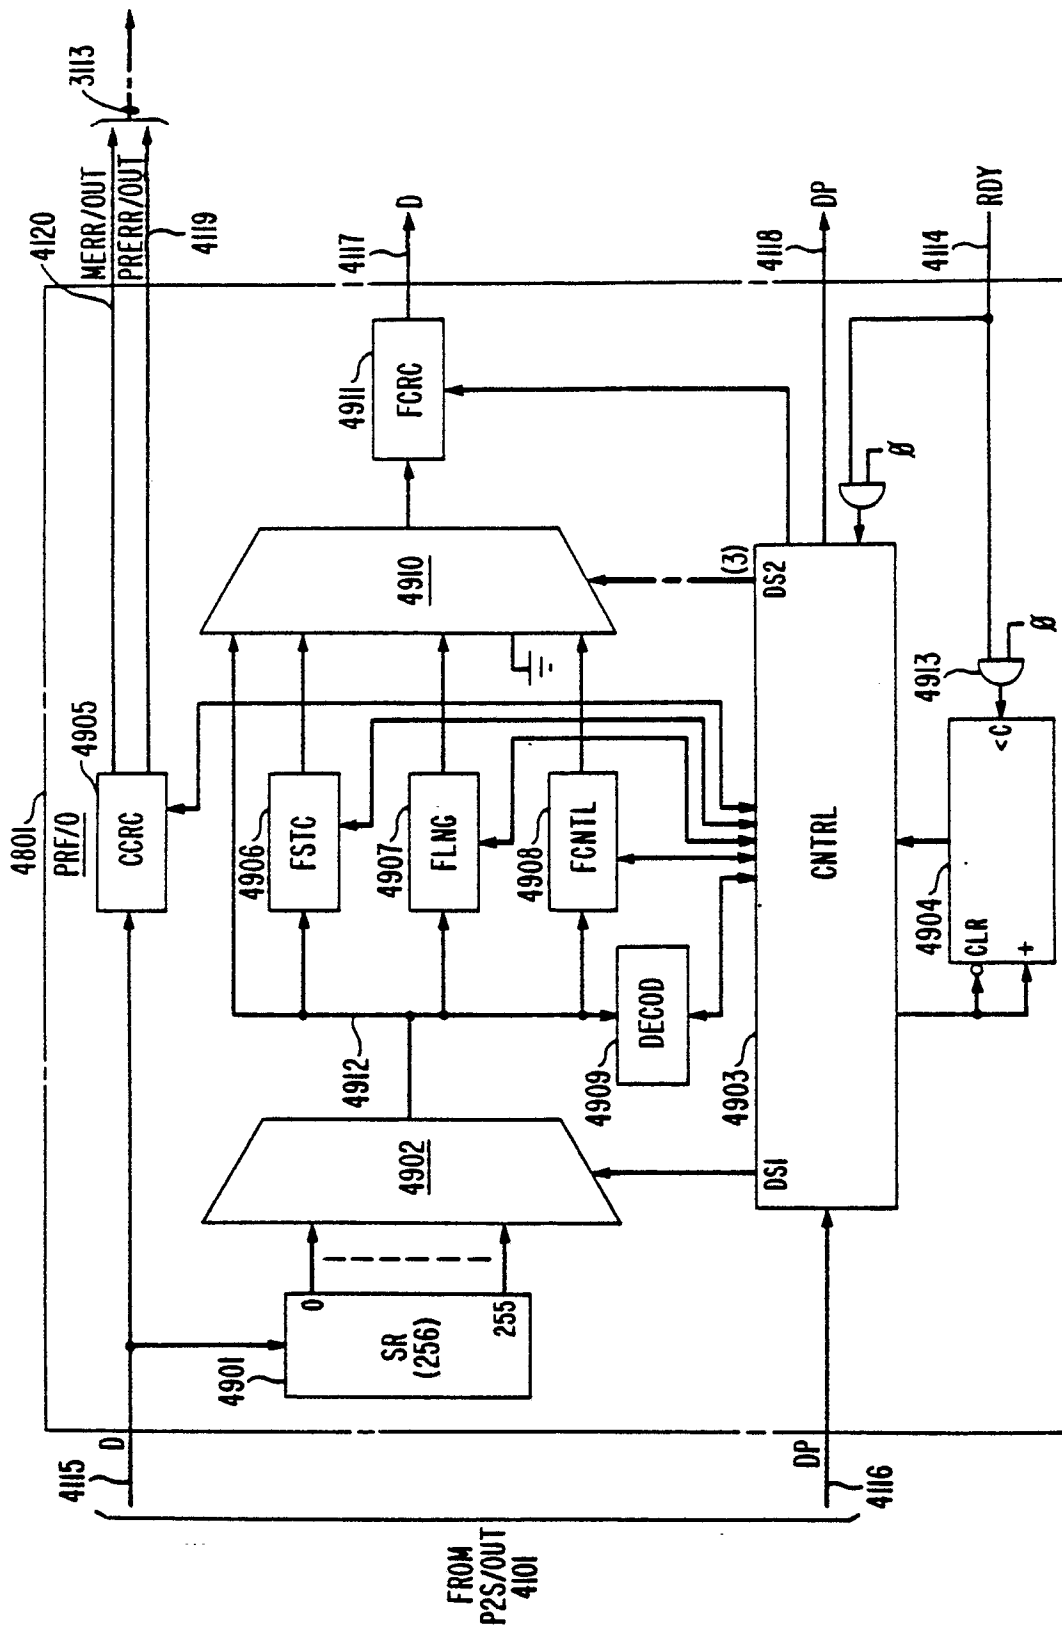 4801
PRF/O
4905
CCRC
4120
MERR/OUT
PRERR/OUT
4119
3113
4115
D
4901
SR
(256)
0
255
4902
4912
4906
FSTC
4907
FLNG
4908
FCNTL
4909
DECOD
4910
4911
FCRC
4117
D
FROM
P2S/OUT
4101
DP
4116
4903
DS1
CNTRL
DS2
(3)
4118
DP
Ø
4114
RDY
4904
CLR
+
<C
4913
Ø